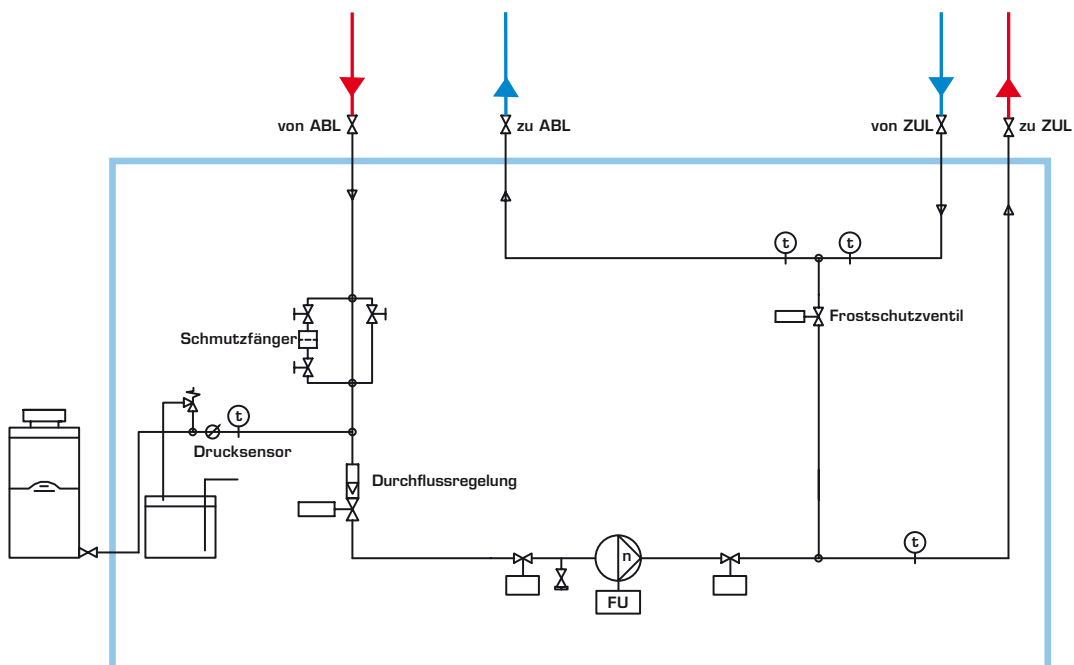 von ABL
zu ABL
von ZUL
zu ZUL
t
t
Schmutzfänger
Frostschutzventil
t
Drucksensor
Durchflussregelung
t
n
FU